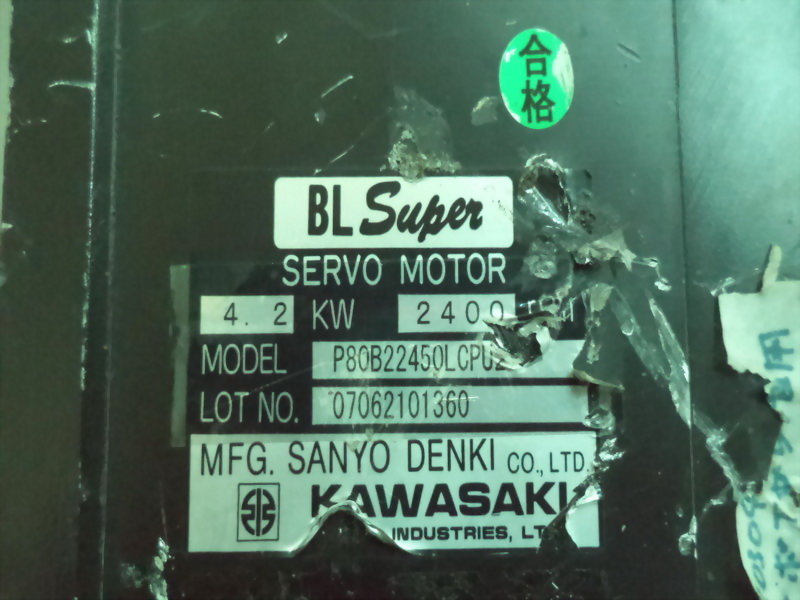 合格
BL Super
SERVO MOTOR
4.2 KW 2400
MODEL P80B22450LCPU2
LOT NO. 07062101360
MFG. SANYO DENKI CO., LTD.
KAWASAKI
INDUSTRIES,